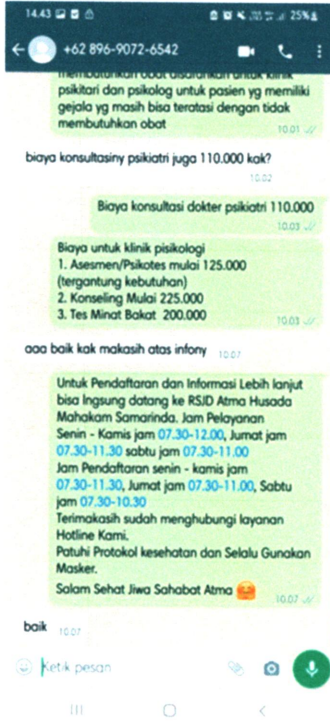 14.43
25%
+62 896-9072-6542
membutuhkan obat disarankan untuk klinik
psikitari dan psikolog untuk pasien yg memiliki
gejala yg masih bisa teratasi dengan tidak
membutuhkan obat
10.01
biaya konsultasiny psikiatri juga 110.000 kak?
10.02
Biaya konsultasi dokter psikiatri 110.000
10.03
Biaya untuk klinik pisikologi
1. Asesmen/Psikotes mulai 125.000
(tergantung kebutuhan)
2. Konseling Mulai 225.000
3. Tes Minat Bakat 200.000
10.03
aaa baik kak makasih atas infony
10.07
Untuk Pendaftaran dan Informasi Lebih lanjut
bisa lngsung datang ke RSJD Atma Husada
Mahakam Samarinda. Jam Pelayanan
Senin - Kamis jam 07.30-12.00, Jumat jam
07.30-11.30 sabtu jam 07.30-11.00
Jam Pendaftaran senin - kamis jam
07.30-11.30, Jumat jam 07.30-11.00, Sabtu
jam 07.30-10.30
Terimakasih sudah menghubungi layanan
Hotline Kami.
Patuhi Protokol kesehatan dan Selalu Gunakan
Masker.
Salam Sehat Jiwa Sahabat Atma 🤗
10.07
baik
10.07
Ketik pesan